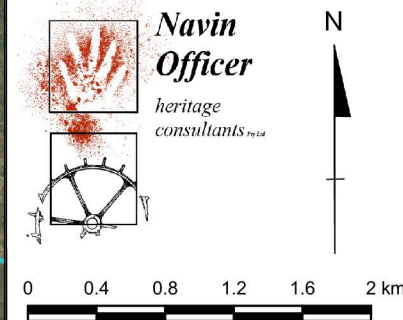 Navin
Officer
heritage
consultants Pty Ltd
N
0 0.4 0.8 1.2 1.6 2 km